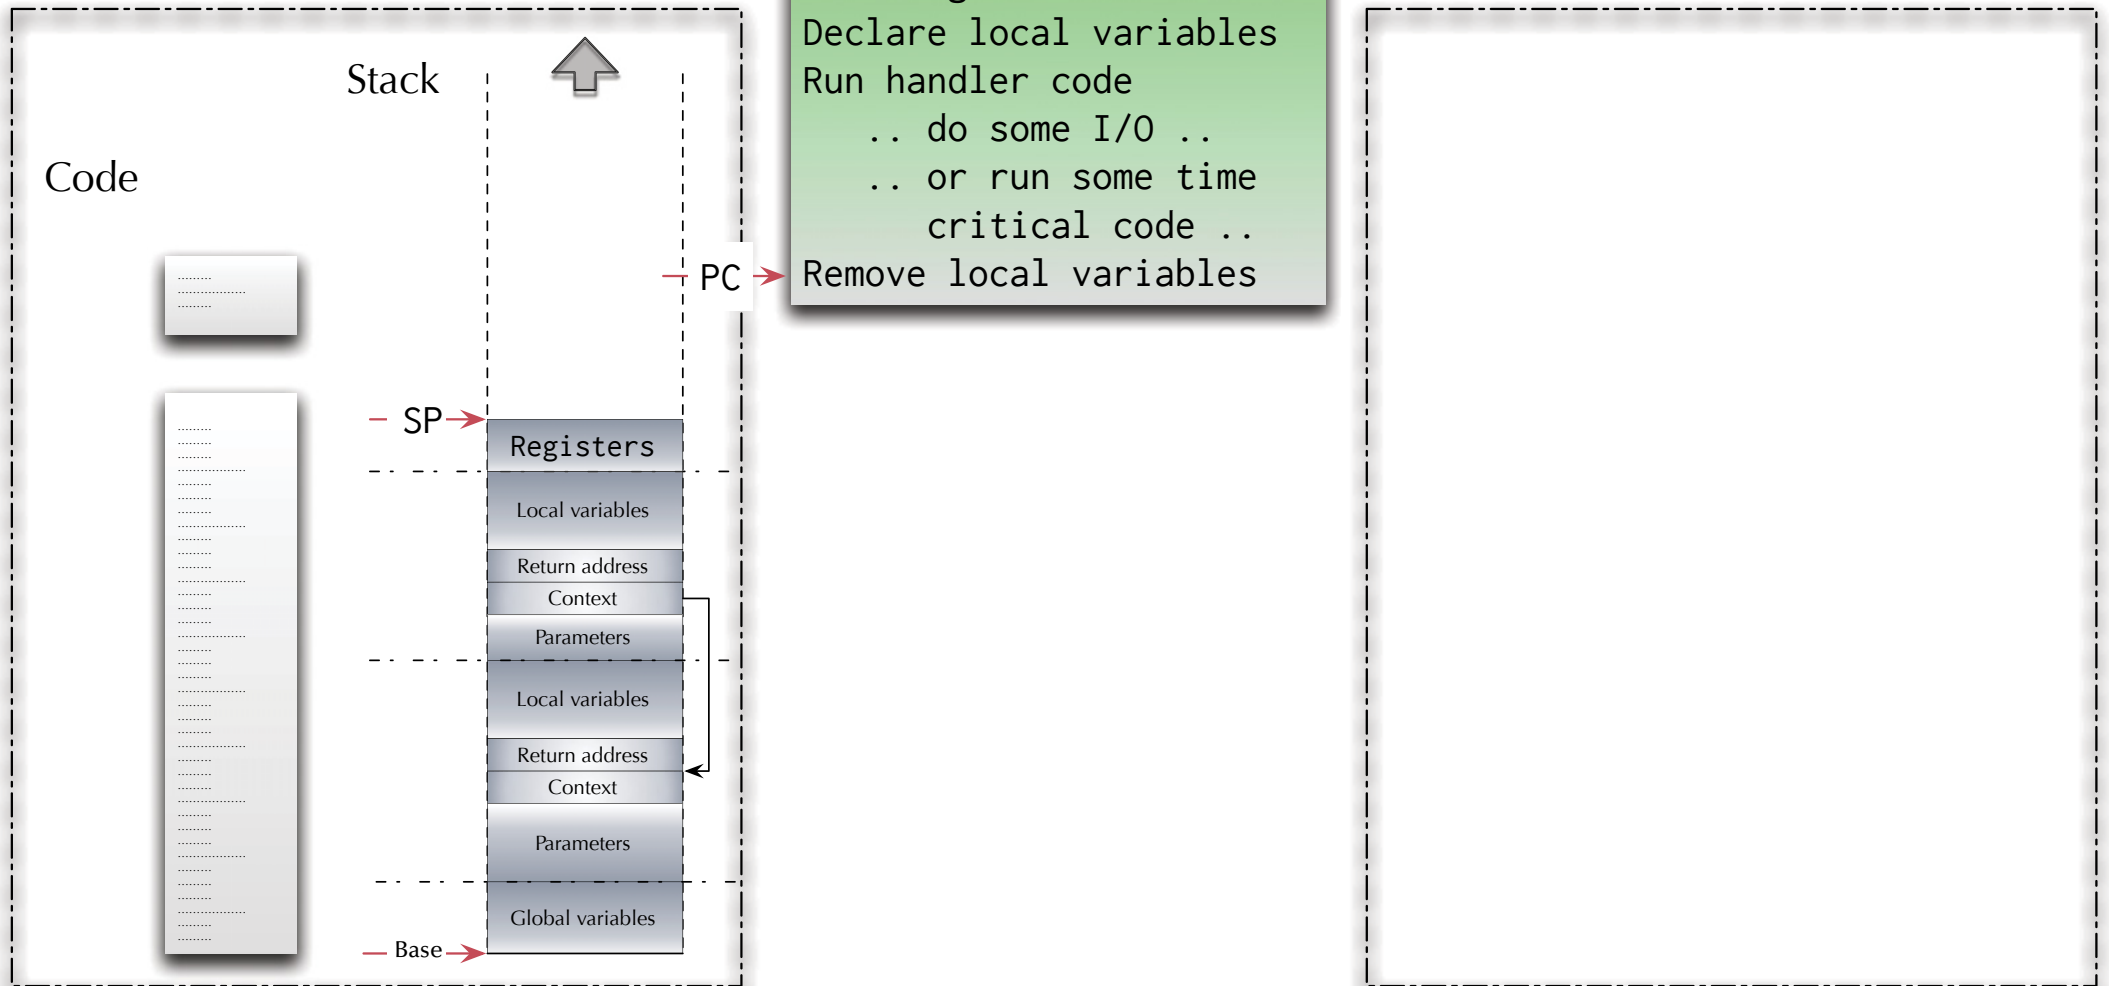 Stack
Code
Declare local variables
Run handler code
.. do some I/O ..
.. or run some time
critical code ..
Remove local variables
PC
SP
Registers
Local variables
Return address
Context
Parameters
Local variables
Return address
Context
Parameters
Global variables
Base